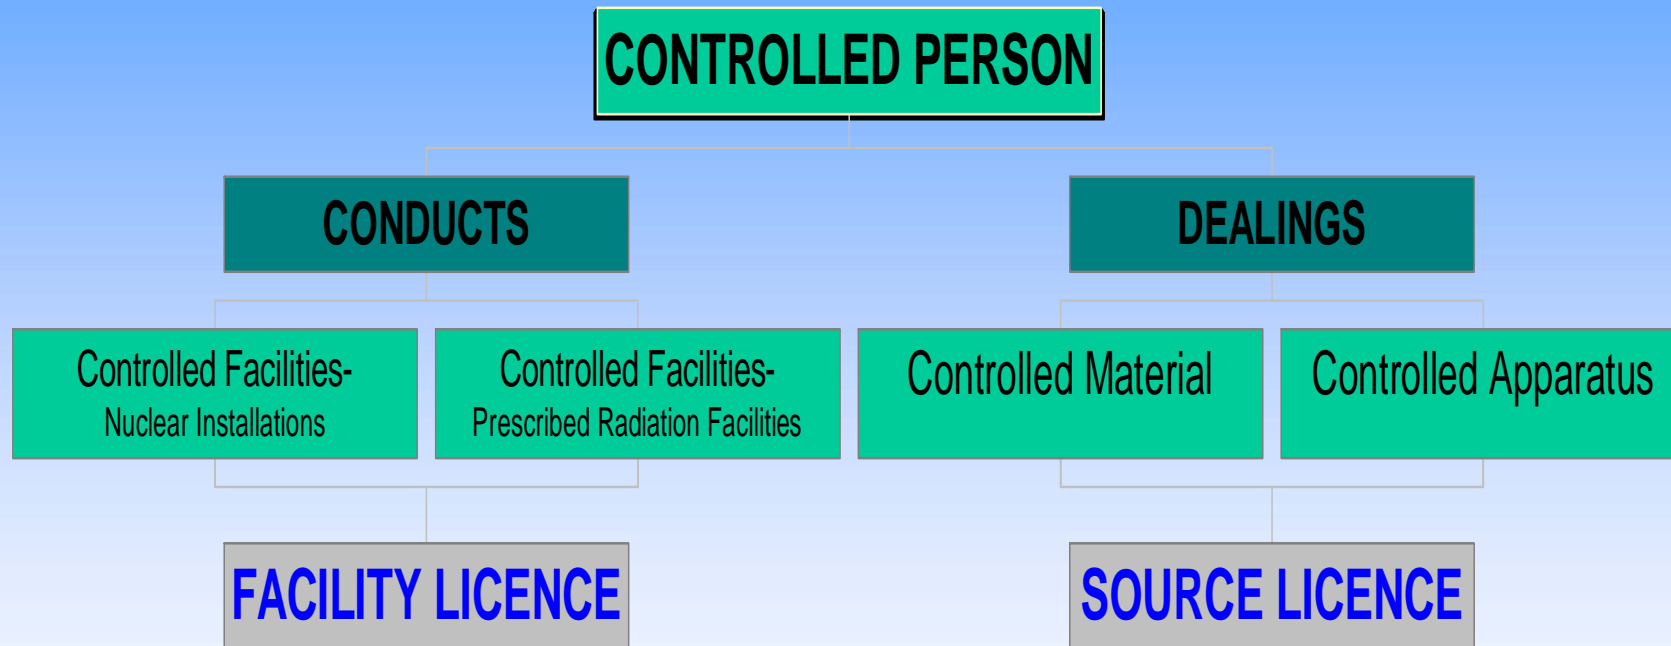 CONTROLLED PERSON
CONDUCTS
DEALINGS
Controlled Facilities-
Nuclear Installations
Controlled Facilities-
Prescribed Radiation Facilities
Controlled Material
Controlled Apparatus
FACILITY LICENCE
SOURCE LICENCE